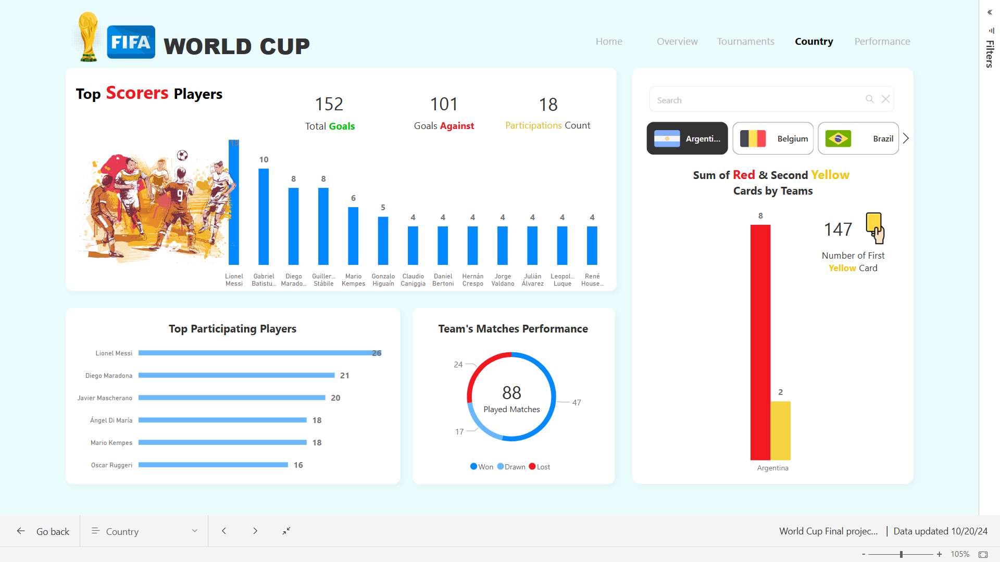 FIFA WORLD CUP
Home Overview Tournaments Country Performance
« Filters
Top Scorers Players
152
Total Goals
101
Goals Against
18
Participations Count
13
10
8
8
6
5
4
4
4
4
4
4
4
9
Lionel Messi
Gabriel Batistu...
Diego Marado...
Guiller... Stábile
Mario Kempes
Gonzalo Higuaín
Claudio Caniggia
Daniel Bertoni
Hernán Crespo
Jorge Valdano
Julián Álvarez
Leopol... Luque
René House...
Search
Argenti... Belgium Brazil
Sum of Red & Second Yellow
Cards by Teams
8
2
147
Number of First
Yellow Card
Argentina
Top Participating Players
Lionel Messi 26
Diego Maradona 21
Javier Mascherano 20
Ángel Di María 18
Mario Kempes 18
Oscar Ruggeri 16
Team's Matches Performance
24
88
Played Matches
47
17
Won Drawn Lost
Go back Country World Cup Final projec... | Data updated 10/20/24
- + 105%